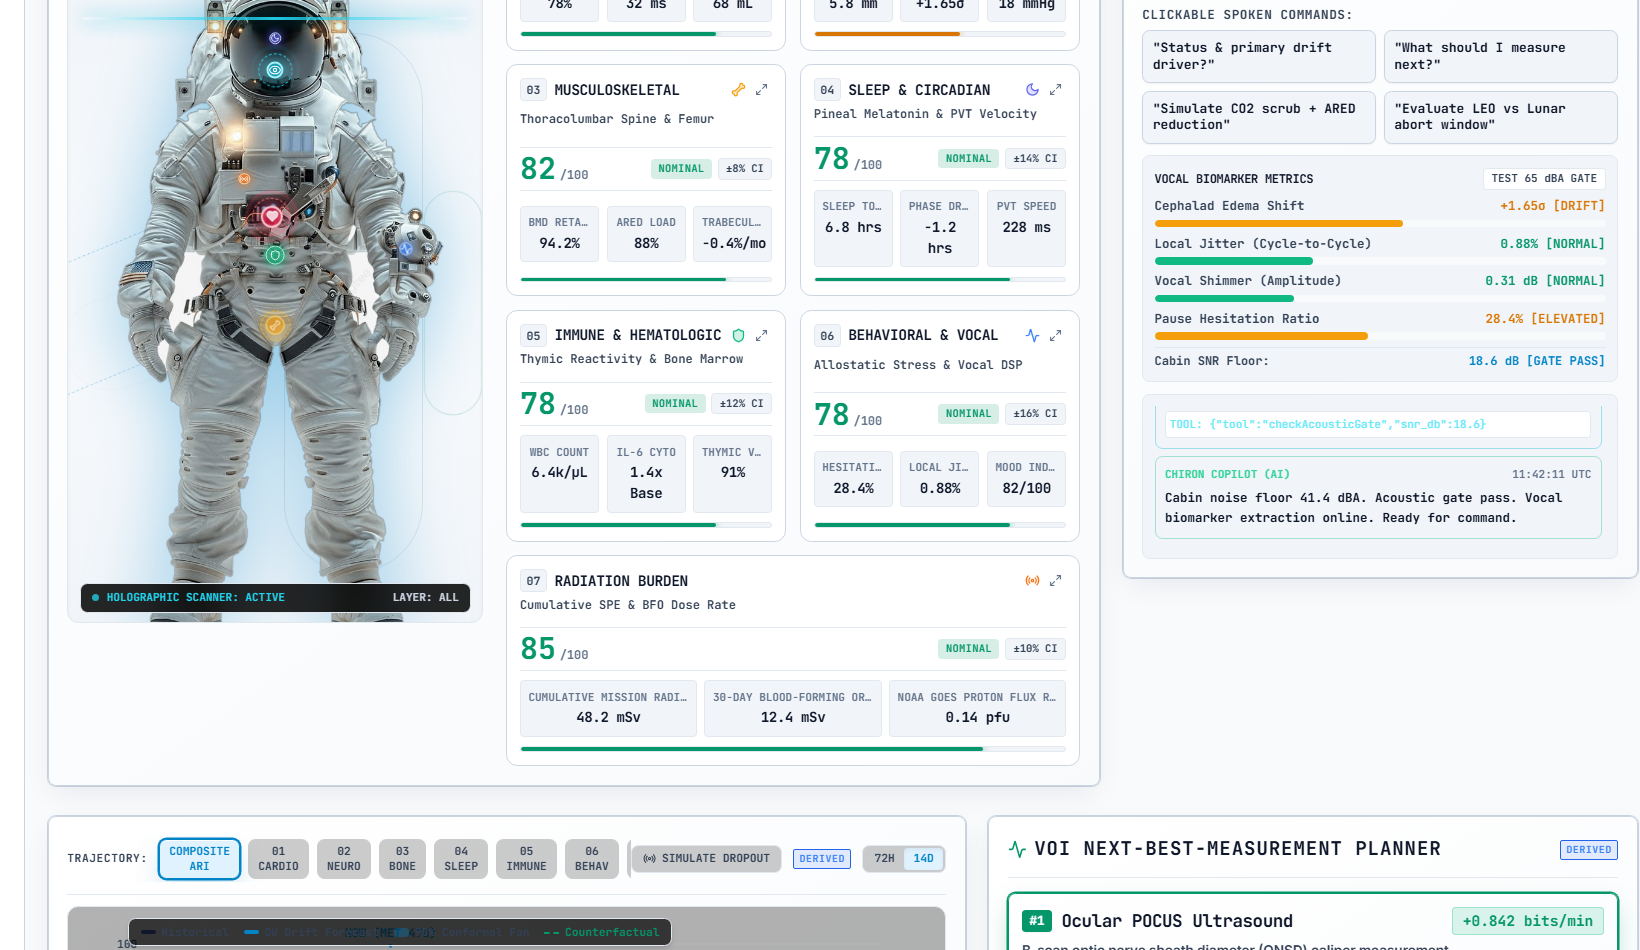 78%
32 ms
68 mL
5.8 mm
+1.65σ
18 mmHg
03 MUSCULOSKELETAL
Thoracolumbar Spine & Femur
82 /100 NOMINAL ±8% CI
BMD RETA… ARED LOAD TRABECUL…
94.2% 88% -0.4%/mo
04 SLEEP & CIRCADIAN
Pineal Melatonin & PVT Velocity
78 /100 NOMINAL ±14% CI
SLEEP TO… PHASE DR… PVT SPEED
6.8 hrs -1.2 hrs 228 ms
05 IMMUNE & HEMATOLOGIC
Thymic Reactivity & Bone Marrow
78 /100 NOMINAL ±12% CI
WBC COUNT IL-6 CYTO THYMIC V…
6.4k/μL 1.4x Base 91%
06 BEHAVIORAL & VOCAL
Allostatic Stress & Vocal DSP
78 /100 NOMINAL ±16% CI
HESITATI… LOCAL JI… MOOD IND…
28.4% 0.88% 82/100
07 RADIATION BURDEN
Cumulative SPE & BFO Dose Rate
85 /100 NOMINAL ±10% CI
CUMULATIVE MISSION RADI… 30-DAY BLOOD-FORMING OR… NOAA GOES PROTON FLUX R…
48.2 mSv 12.4 mSv 0.14 pfu
HOLOGRAPHIC SCANNER: ACTIVE LAYER: ALL
CLICKABLE SPOKEN COMMANDS:
"Status & primary drift
driver?"
"What should I measure
next?"
"Simulate CO2 scrub + ARED
reduction"
"Evaluate LEO vs Lunar
abort window"
VOCAL BIOMARKER METRICS TEST 65 dBA GATE
Cephalad Edema Shift +1.65σ [DRIFT]
Local Jitter (Cycle-to-Cycle) 0.88% [NORMAL]
Vocal Shimmer (Amplitude) 0.31 dB [NORMAL]
Pause Hesitation Ratio 28.4% [ELEVATED]
Cabin SNR Floor: 18.6 dB [GATE PASS]
TOOL: {"tool":"checkAcousticGate","snr_db":18.6}
CHIRON COPILOT (AI) 11:42:11 UTC
Cabin noise floor 41.4 dBA. Acoustic gate pass. Vocal
biomarker extraction online. Ready for command.
TRAJECTORY: COMPOSITE ARI 01 CARDIO 02 NEURO 03 BONE 04 SLEEP 05 IMMUNE 06 BEHAV SIMULATE DROPOUT DERIVED 72H 14D
Historical OU Drift Conformal Fan Counterfactual
100
VOI NEXT-BEST-MEASUREMENT PLANNER DERIVED
#1 Ocular POCUS Ultrasound +0.842 bits/min
B-scan optic nerve sheath diameter (ONSD) caliper measurement